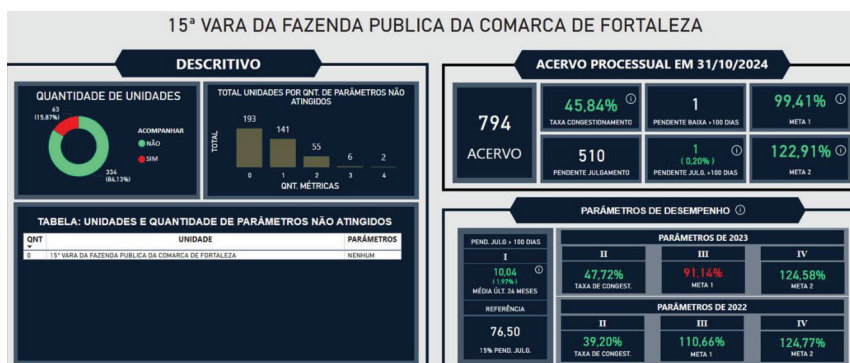 15ª VARA DA FAZENDA PUBLICA DA COMARCA DE FORTALEZA
DESCRITIVO
QUANTIDADE DE UNIDADES
63
(15,87%)
ACOMPANHAR
NÃO
SIM
334
(84,13%)
TOTAL UNIDADES POR QNT. DE PARÂMETROS NÃO
ATINGIDOS
TOTAL
193
141
55
6
2
0 1 2 3 4
QNT. MÉTRICAS
TABELA: UNIDADES E QUANTIDADE DE PARÂMETROS NÃO ATINGIDOS
QNT UNIDADE PARÂMETROS
0 15ª VARA DA FAZENDA PUBLICA DA COMARCA DE FORTALEZA NENHUM
ACERVO PROCESSUAL EM 31/10/2024
794
ACERVO
45,84%
TAXA CONGESTIONAMENTO
1
PENDENTE BAIXA +100 DIAS
99,41%
META 1
510
PENDENTE JULGAMENTO
1
(0,20%)
PENDENTE JULG. +100 DIAS
122,91%
META 2
PARÂMETROS DE DESEMPENHO
PEND. JULG + 100 DIAS
I
10,04
(1,97%)
MÉDIA ÚLT. 24 MESES
REFERÊNCIA
76,50
15% PEND. JULG.
PARÂMETROS DE 2023
II III IV
47,72% 91,14% 124,58%
TAXA DE CONGEST. META 1 META 2
PARÂMETROS DE 2022
II III IV
39,20% 110,66% 124,77%
TAXA DE CONGEST. META 1 META 2